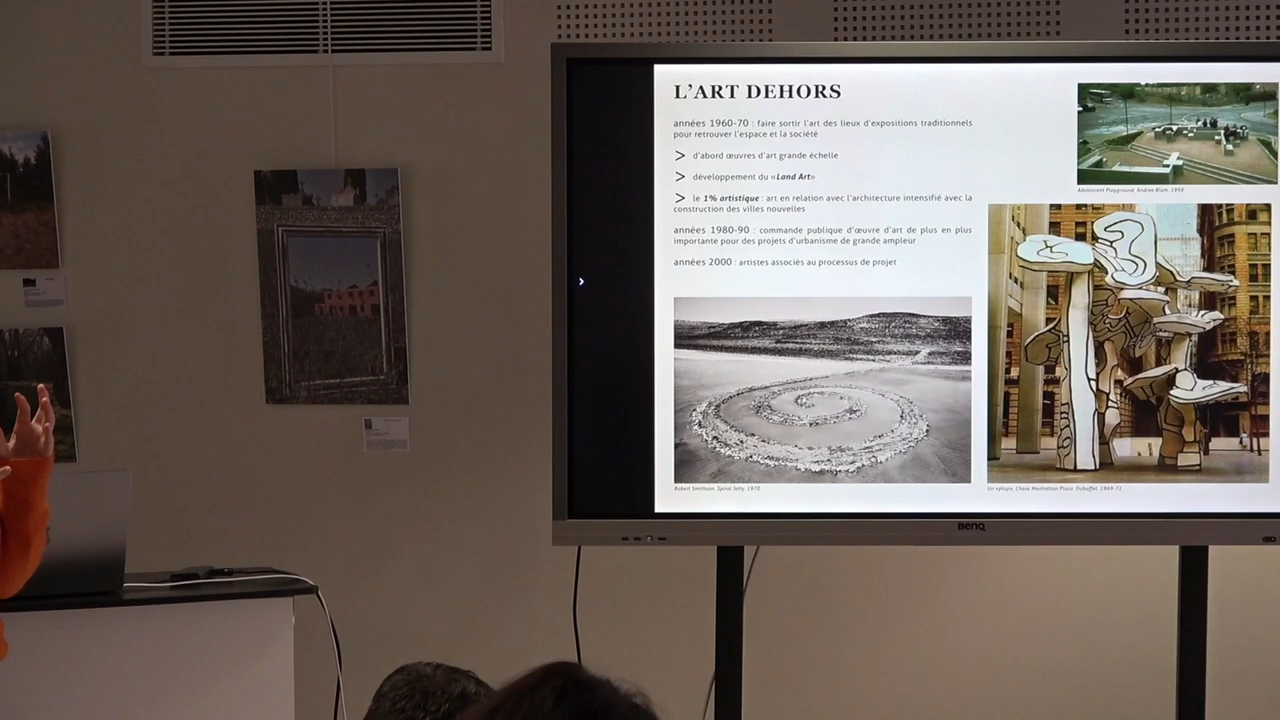 L'ART DEHORS
années 1960-70 : faire sortir l'art des lieux d'expositions traditionnels
pour retrouver l'espace et la société
> d'abord œuvres d'art grande échelle
> développement du «Land Art»
> le 1% artistique : art en relation avec l'architecture intensifié avec la
construction des villes nouvelles
années 1980-90 : commande publique d'œuvre d'art de plus en plus
importante pour des projets d'urbanisme de grande ampleur
années 2000 : artistes associés au processus de projet
Adolescent Playground, Andrea Blum, 
Robert Smithson, Spiral Jetty, 1970
Un «plop», Chase Manhattan Plaza, Dubuffet, 1969-72
BenQ